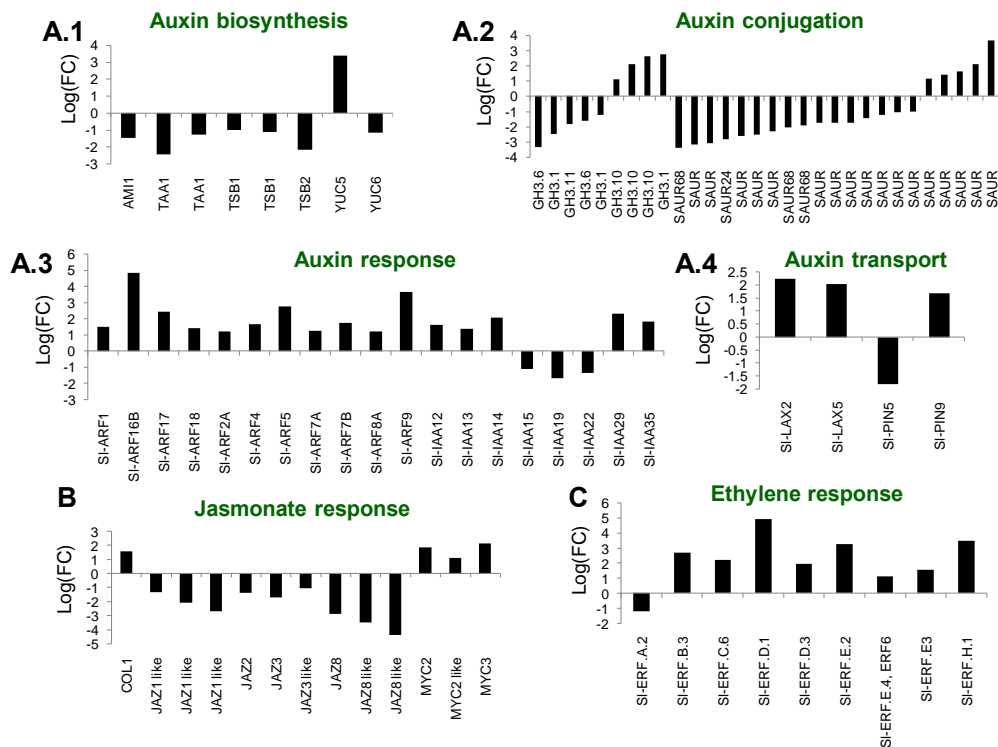 Auxin biosynthesis
A.1
Log(FC)
4
3
2
1
0
-1
-2
-3
AMI1
TAA1
TAA1
TSB1
TSB1
TSB2
YUC5
YUC6
Auxin conjugation
A.2
Log(FC)
4
3
2
1
0
-1
-2
-3
-4
GH3.6
GH3.1
GH3.11
GH3.6
GH3.1
GH3.10
GH3.10
GH3.10
GH3.1
SAUR68
SAUR
SAUR
SAUR24
SAUR
SAUR
SAUR
SAUR68
SAUR68
SAUR
SAUR
SAUR
SAUR
SAUR
SAUR
SAUR
SAUR
SAUR
SAUR
SAUR
SAUR
Auxin response
A.3
Log(FC)
6
5
4
3
2
1
0
-1
-2
-3
Sl-ARF1
Sl-ARF16B
Sl-ARF17
Sl-ARF18
Sl-ARF2A
Sl-ARF4
Sl-ARF5
Sl-ARF7A
Sl-ARF7B
Sl-ARF8A
Sl-ARF9
Sl-IAA12
Sl-IAA13
Sl-IAA14
Sl-IAA15
Sl-IAA19
Sl-IAA22
Sl-IAA29
Sl-IAA35
Auxin transport
A.4
Log(FC)
2.5
2
1.5
1
0.5
0
-0.5
-1
-1.5
-2
Sl-LAX2
Sl-LAX5
Sl-PIN5
Sl-PIN9
B
Jasmonate response
Log(FC)
3
2
1
0
-1
-2
-3
-4
-5
COL1
JAZ1 like
JAZ1 like
JAZ1 like
JAZ2
JAZ3
JAZ3 like
JAZ8
JAZ8 like
JAZ8 like
MYC2
MYC2 like
MYC3
C
Ethylene response
Log(FC)
6
5
4
3
2
1
0
-1
-2
Sl-ERF.A.2
Sl-ERF.B.3
Sl-ERF.C.6
Sl-ERF.D.1
Sl-ERF.D.3
Sl-ERF.E.2
Sl-ERF.E.4, ERF6
Sl-ERF.E3
Sl-ERF.H.1